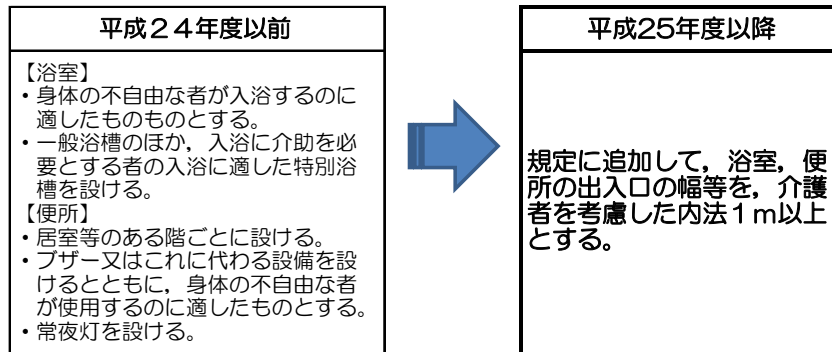 平成２４年度以前
【浴室】
・身体の不自由な者が入浴するのに
適したものものとする。
・一般浴槽のほか，入浴に介助を必
要とする者の入浴に適した特別浴
槽を設ける。
【便所】
・居室等のある階ごとに設ける。
・ブザー又はこれに代わる設備を設
けるとともに，身体の不自由な者
が使用するのに適したものとする。
・常夜灯を設ける。
平成25年度以降
規定に追加して，浴室，便
所の出入口の幅等を，介護
者を考慮した内法１ｍ以上
とする。